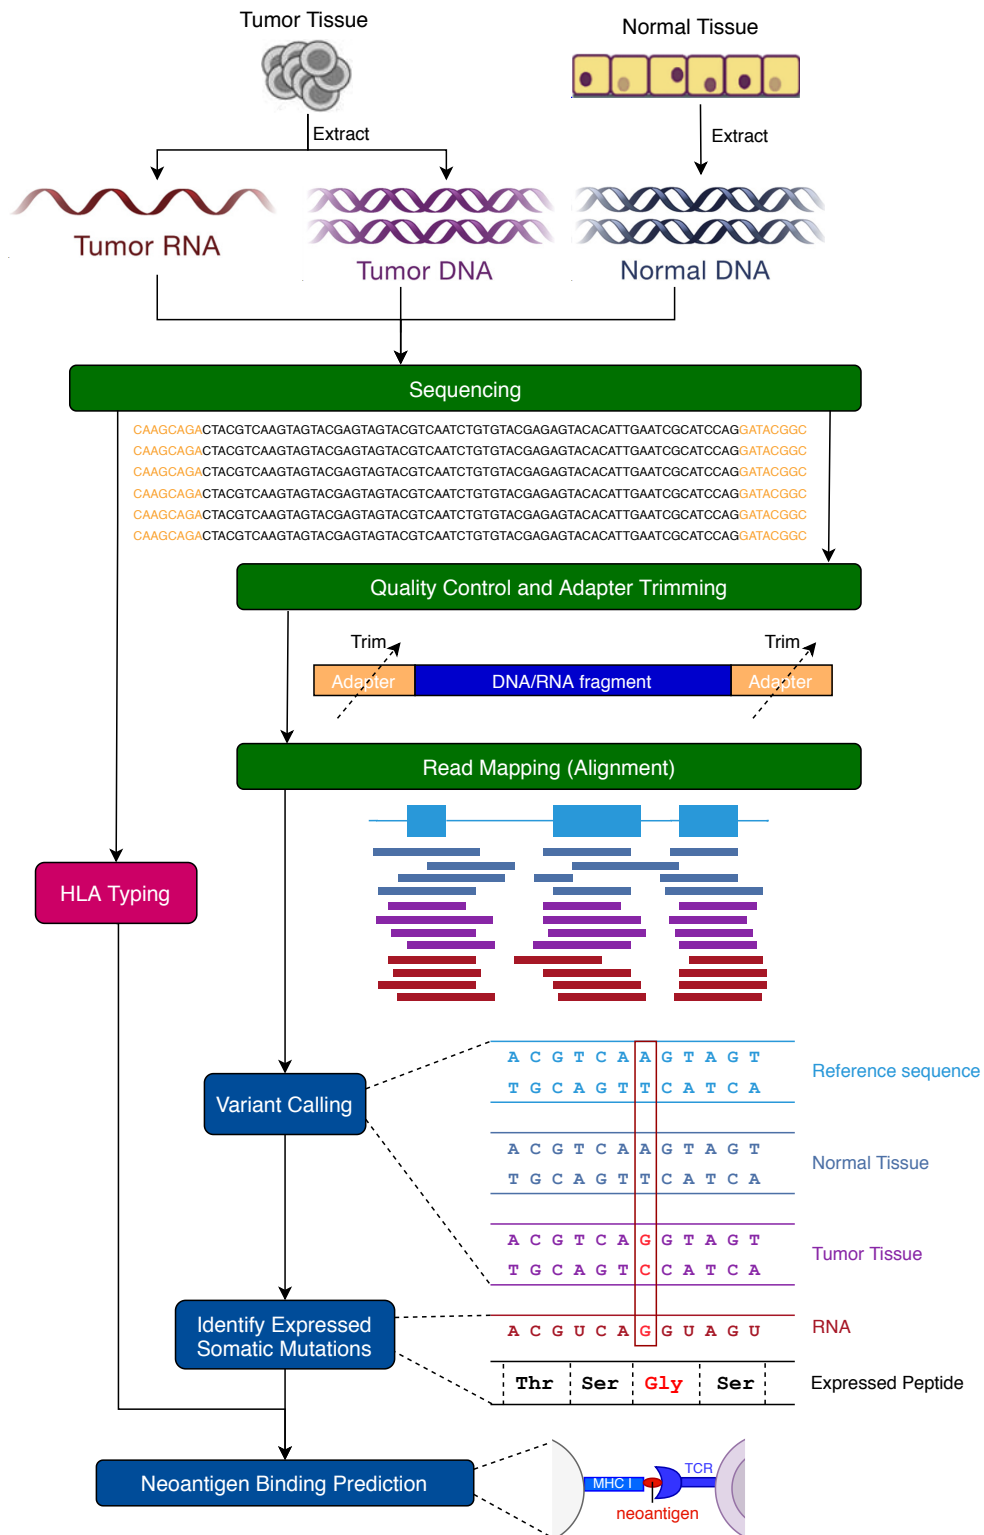 Tumor Tissue
Normal Tissue
Extract
Extract
Tumor RNA
Tumor DNA
Normal DNA
Sequencing
CAAGCAGACTACGTCAAGTAGTACGAGTAGTACGTCAATCTGTGTACGAGAGTACACATTGAATCGCATCCAGGATACGGC
CAAGCAGACTACGTCAAGTAGTACGAGTAGTACGTCAATCTGTGTACGAGAGTACACATTGAATCGCATCCAGGATACGGC
CAAGCAGACTACGTCAAGTAGTACGAGTAGTACGTCAATCTGTGTACGAGAGTACACATTGAATCGCATCCAGGATACGGC
CAAGCAGACTACGTCAAGTAGTACGAGTAGTACGTCAATCTGTGTACGAGAGTACACATTGAATCGCATCCAGGATACGGC
CAAGCAGACTACGTCAAGTAGTACGAGTAGTACGTCAATCTGTGTACGAGAGTACACATTGAATCGCATCCAGGATACGGC
CAAGCAGACTACGTCAAGTAGTACGAGTAGTACGTCAATCTGTGTACGAGAGTACACATTGAATCGCATCCAGGATACGGC
Quality Control and Adapter Trimming
Trim
Trim
Adapter
DNA/RNA fragment
Adapter
Read Mapping (Alignment)
HLA Typing
Variant Calling
A C G T C A A G T A G T
T G C A G T T C A T C A
Reference sequence
A C G T C A A G T A G T
T G C A G T T C A T C A
Normal Tissue
A C G T C A G G T A G T
T G C A G T C C A T C A
Tumor Tissue
Identify Expressed
Somatic Mutations
A C G U C A G G U A G U
RNA
Thr Ser Gly Ser
Expressed Peptide
Neoantigen Binding Prediction
MHC I
TCR
neoantigen